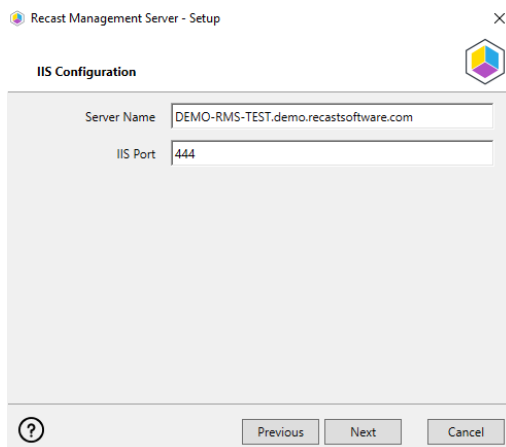 Recast Management Server - Setup
IIS Configuration
Server Name DEMO-RMS-TEST.demo.recastsoftware.com
IIS Port 444
? Previous Next Cancel